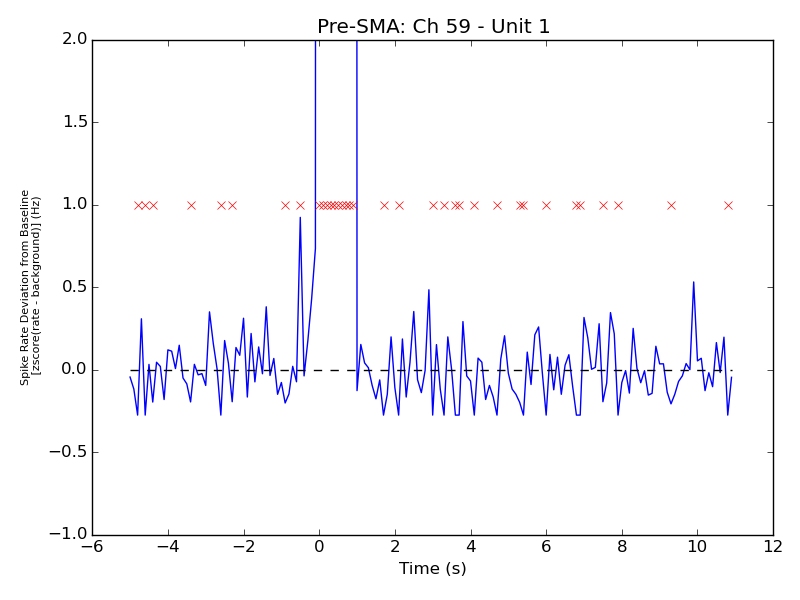 Pre-SMA: Ch 59 - Unit 1
Spike Rate Deviation from Baseline
[zscore(rate - background)] (Hz)
2.0
1.5
1.0
0.5
0.0
−0.5
−1.0
−6 −4 −2 0 2 4 6 8 10 12
Time (s)